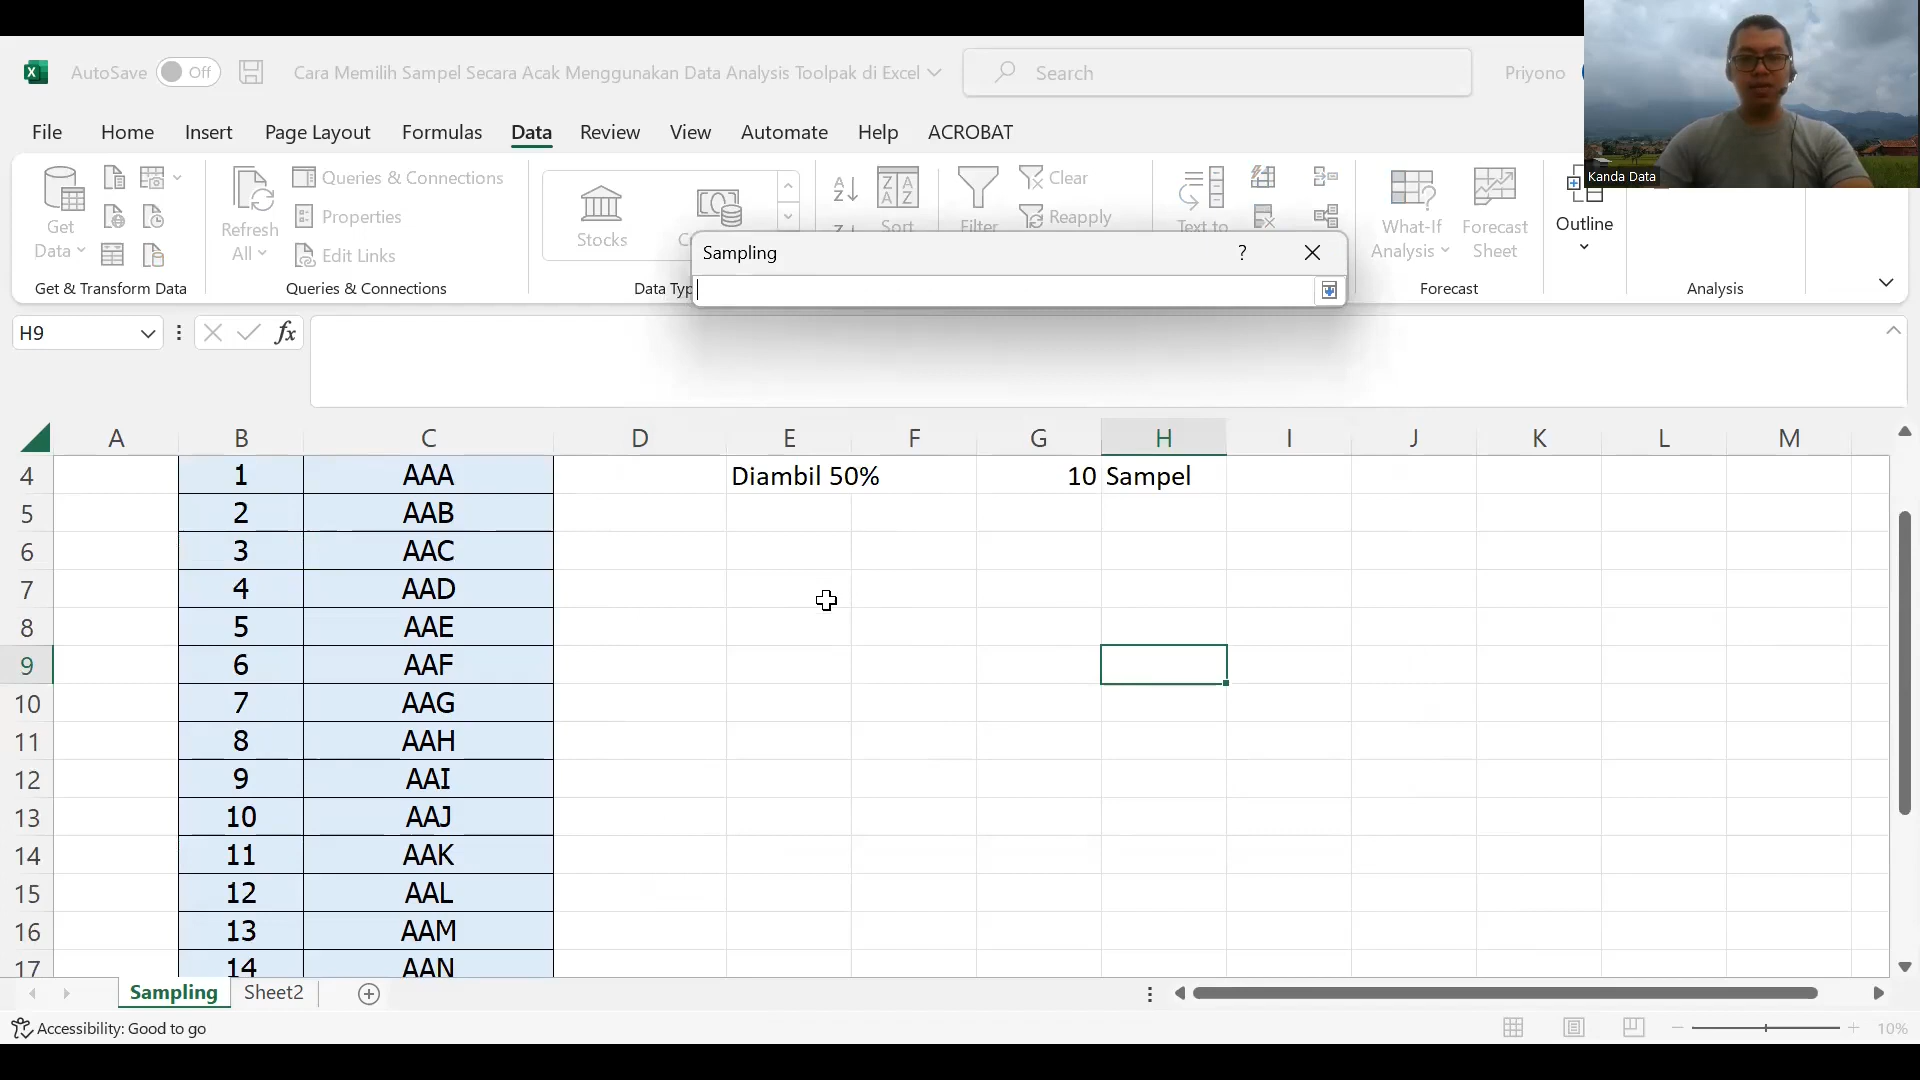 AutoSave Off Cara Memilih Sampel Secara Acak Menggunakan Data Analysis Toolpak di Excel Search Priyono
Kanda Data
File Home Insert Page Layout Formulas Data Review View Automate Help ACROBAT
Get Data
Refresh All
Queries & Connections
Properties
Edit Links
Stocks
Sort
Filter
Clear
Reapply
Text to
What-If Analysis
Forecast Sheet
Outline
Get & Transform Data Queries & Connections Data Typ Forecast Analysis
Sampling ?
H9 fx
A B C D E F G H I J K L M
4 1 AAA Diambil 50% 10 Sampel
5 2 AAB
6 3 AAC
7 4 AAD
8 5 AAE
9 6 AAF
10 7 AAG
11 8 AAH
12 9 AAI
13 10 AAJ
14 11 AAK
15 12 AAL
16 13 AAM
17 14 AAN
Sampling Sheet2
Accessibility: Good to go 10%